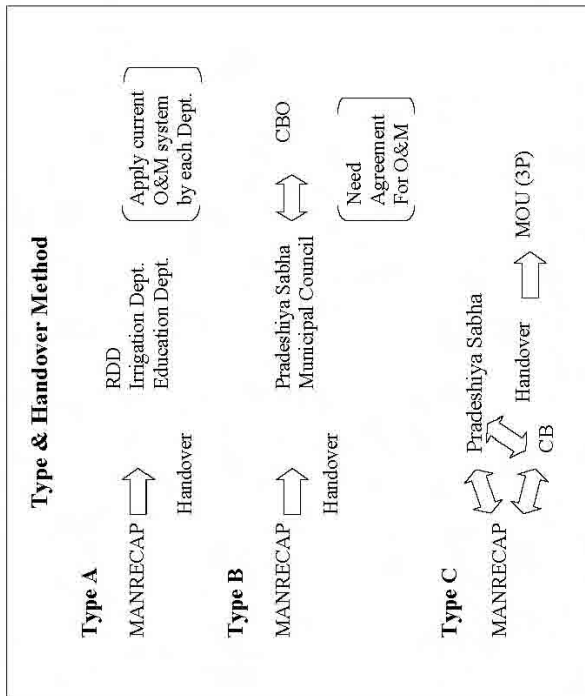 Type & Handover Method
Type A
MANRECAP
Handover
RDD
Irrigation Dept.
Education Dept.
Apply current
O&M system
by each Dept.
Type B
MANRECAP
Handover
Pradeshiya Sabha
Municipal Council
CBO
Need
Agreement
For O&M
Type C
MANRECAP
Pradeshiya Sabha
CB
Handover
MOU (3P)